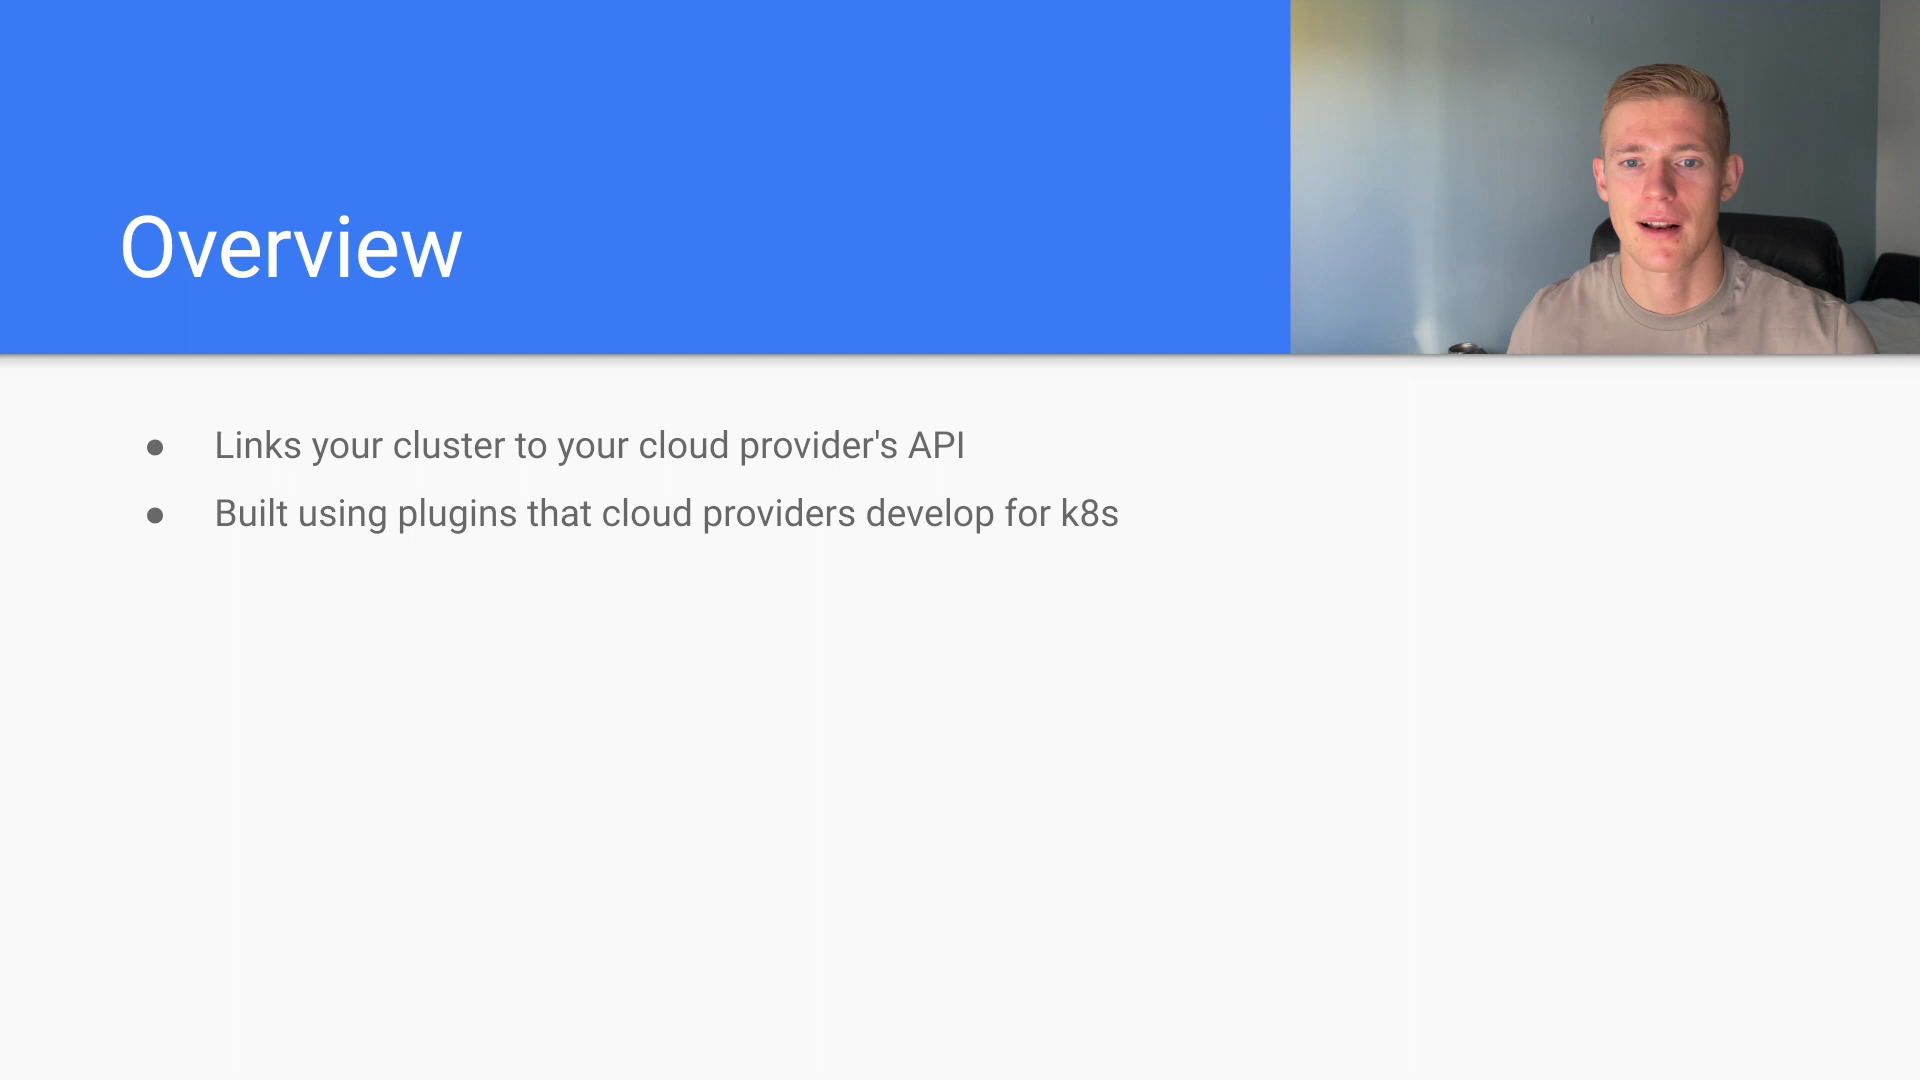 Overview
● Links your cluster to your cloud provider's API
● Built using plugins that cloud providers develop for k8s